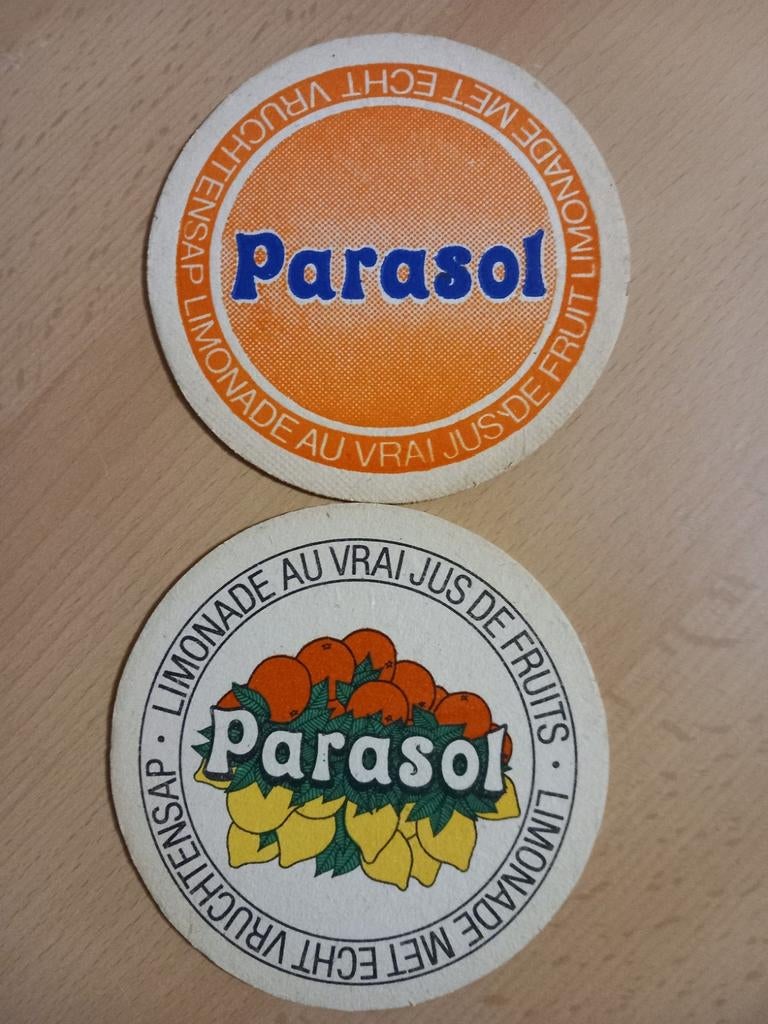 Parasol
LIMONADE AU VRAI JUS DE FRUIT
LIMONADE MET ECHT VRUCHTENSAP
Parasol
LIMONADE AU VRAI JUS DE FRUITS ·
LIMONADE MET ECHT VRUCHTENSAP ·